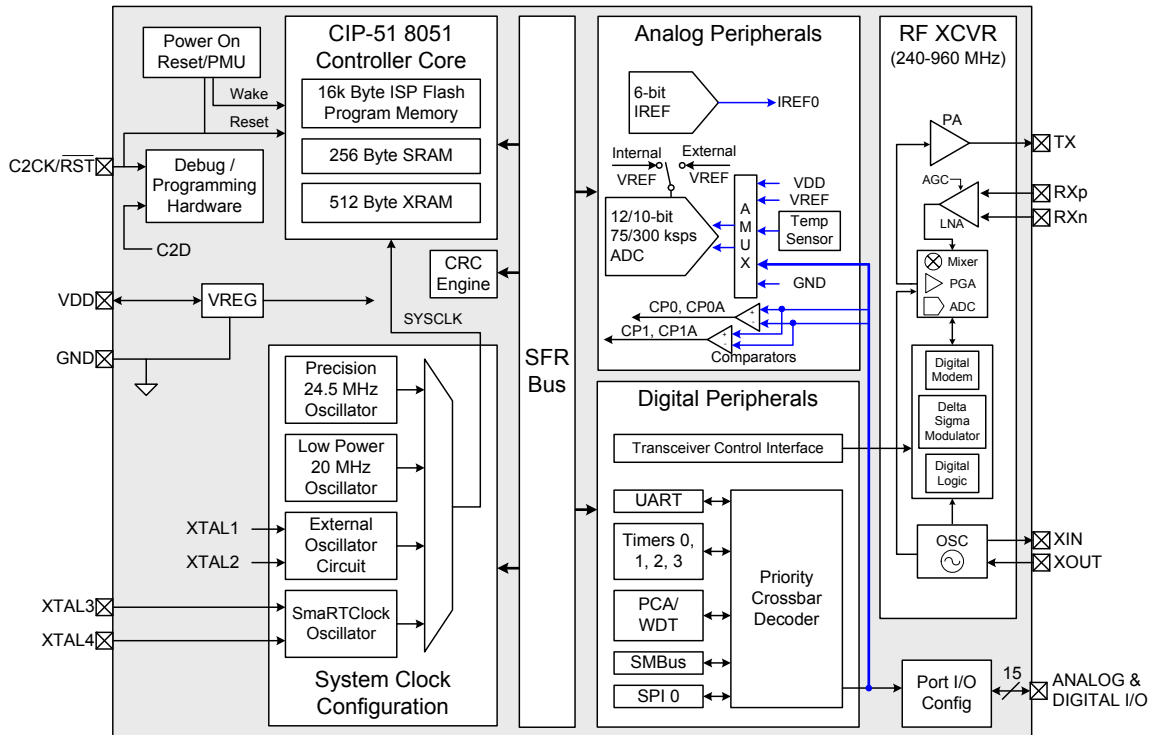 Power On
Reset/PMU
Wake
Reset
C2CK/RST
Debug /
Programming
Hardware
C2D
VDD
VREG
GND
CIP-51 8051
Controller Core
16k Byte ISP Flash
Program Memory
256 Byte SRAM
512 Byte XRAM
CRC
Engine
SYSCLK
Precision
24.5 MHz
Oscillator
Low Power
20 MHz
Oscillator
XTAL1
XTAL2
External
Oscillator
Circuit
XTAL3
XTAL4
SmaRTClock
Oscillator
System Clock
Configuration
SFR
Bus
Analog Peripherals
6-bit
IREF
IREF0
Internal
VREF
External
VREF
12/10-bit
75/300 ksps
ADC
A
M
U
X
VDD
VREF
Temp
Sensor
GND
CP0, CP0A
+
-
CP1, CP1A
+
-
Comparators
Digital Peripherals
Transceiver Control Interface
UART
Timers 0,
1, 2, 3
PCA/
WDT
SMBus
SPI 0
Priority
Crossbar
Decoder
RF XCVR
(240-960 MHz)
PA
TX
AGC
LNA
RXp
RXn
Mixer
PGA
ADC
Digital
Modem
Delta
Sigma
Modulator
Digital
Logic
OSC
XIN
XOUT
Port I/O
Config
15
ANALOG &
DIGITAL I/O